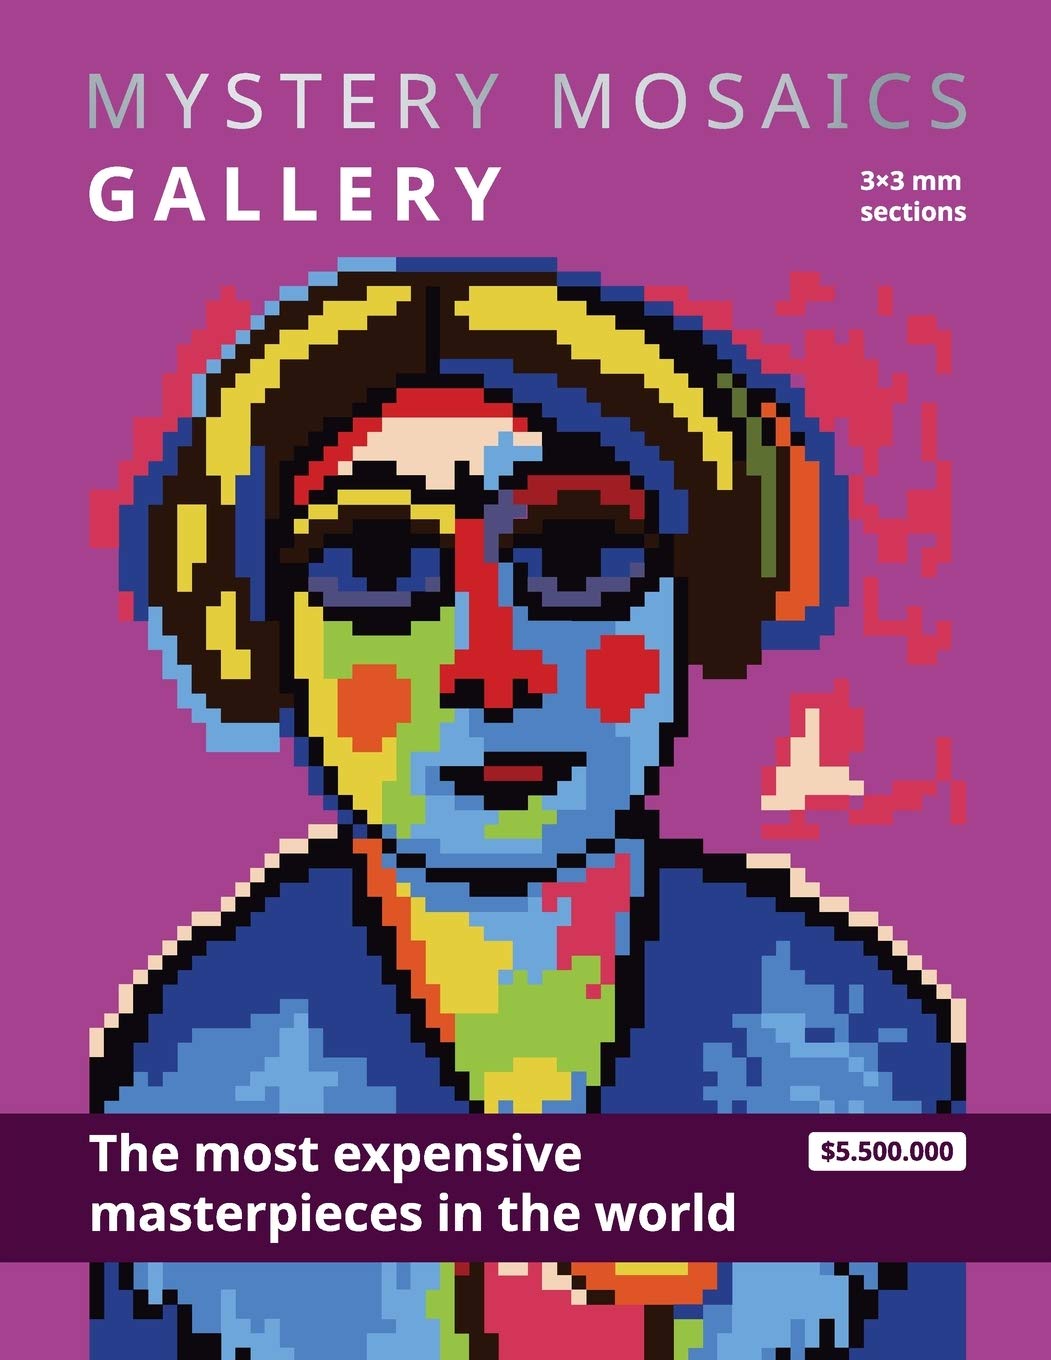 MYSTERY MOSAICS
GALLERY
3×3 mm
sections
The most expensive
masterpieces in the world
$5.500.000